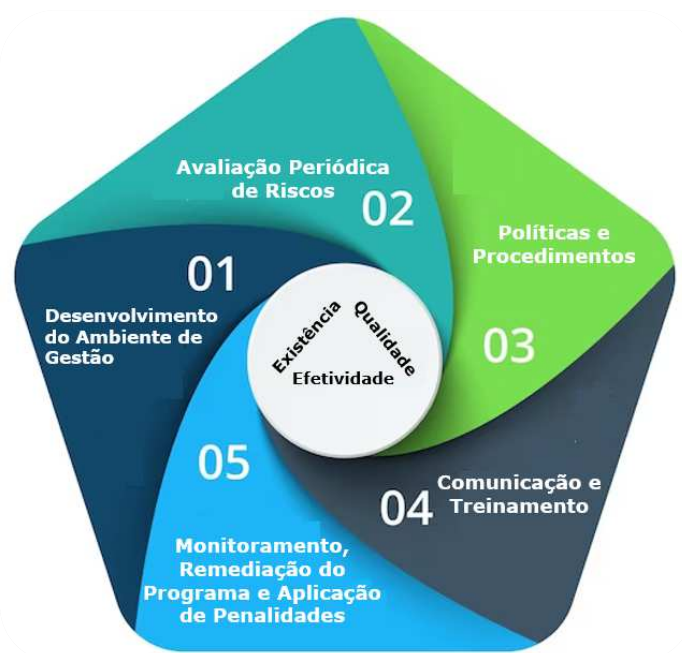 01
Desenvolvimento
do Ambiente de
Gestão
Avaliação Periódica
de Riscos
02
Políticas e
Procedimentos
03
Comunicação e
04
Treinamento
05
Monitoramento,
Remediação do
Programa e Aplicação
de Penalidades
Existência
Qualidade
Efetividade